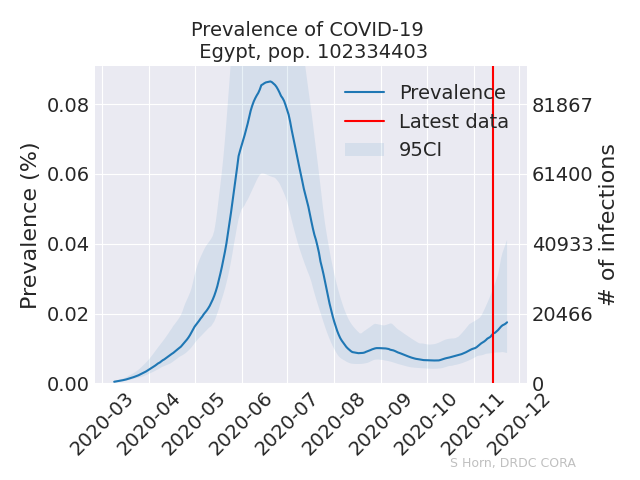 Prevalence of COVID-19
Egypt, pop. 102334403
Prevalence
Latest data
95CI
Prevalence (%)
0.08
0.06
0.04
0.02
0.00
81867
61400
40933
20466
0
# of infections
2020-03
2020-04
2020-05
2020-06
2020-07
2020-08
2020-09
2020-10
2020-11
2020-12
S Horn, DRDC CORA